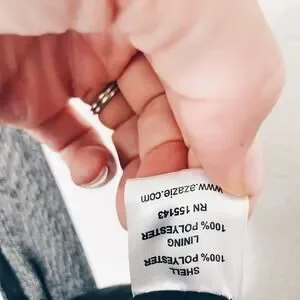 SHELL
100% POLYESTER
LINING
100% POLYESTER
RN 155143
www.azazie.com